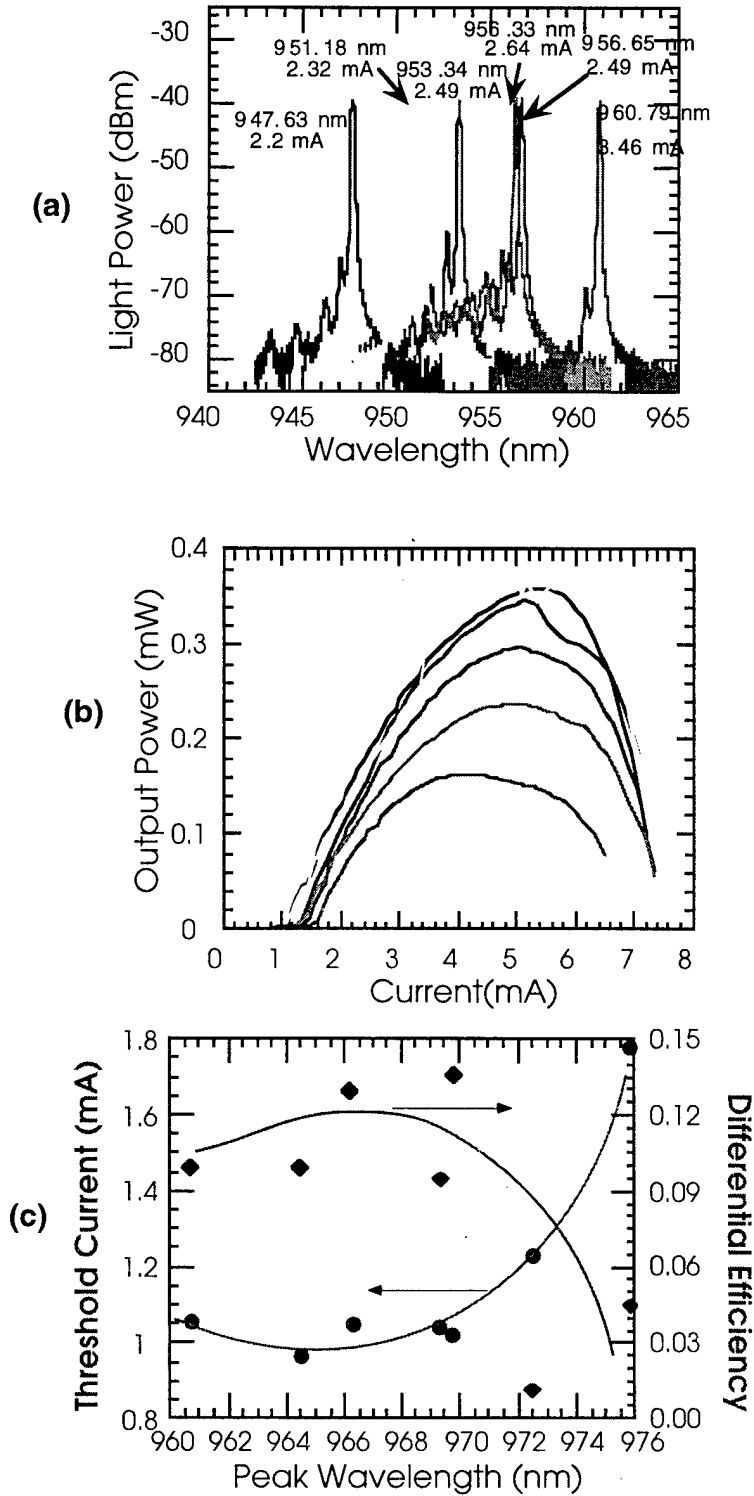 -30
-40
-50
-60
-70
-80
951.18 nm
2.32 mA
953.34 nm
2.49 mA
956.33 nm
2.64 mA
956.65 nm
2.49 mA
947.63 nm
2.2 mA
960.79 nm
3.46 mA
Light Power (dBm)
(a)
940 945 950 955 960 965
Wavelength (nm)
0.4
0.3
0.2
0.1
0
Output Power (mW)
(b)
0 1 2 3 4 5 6 7 8
Current(mA)
1.8
1.6
1.4
1.2
1
0.8
Threshold Current (mA)
(c)
0.15
0.12
0.09
0.06
0.03
0.00
Differential Efficiency
960 962 964 966 968 970 972 974 976
Peak Wavelength (nm)